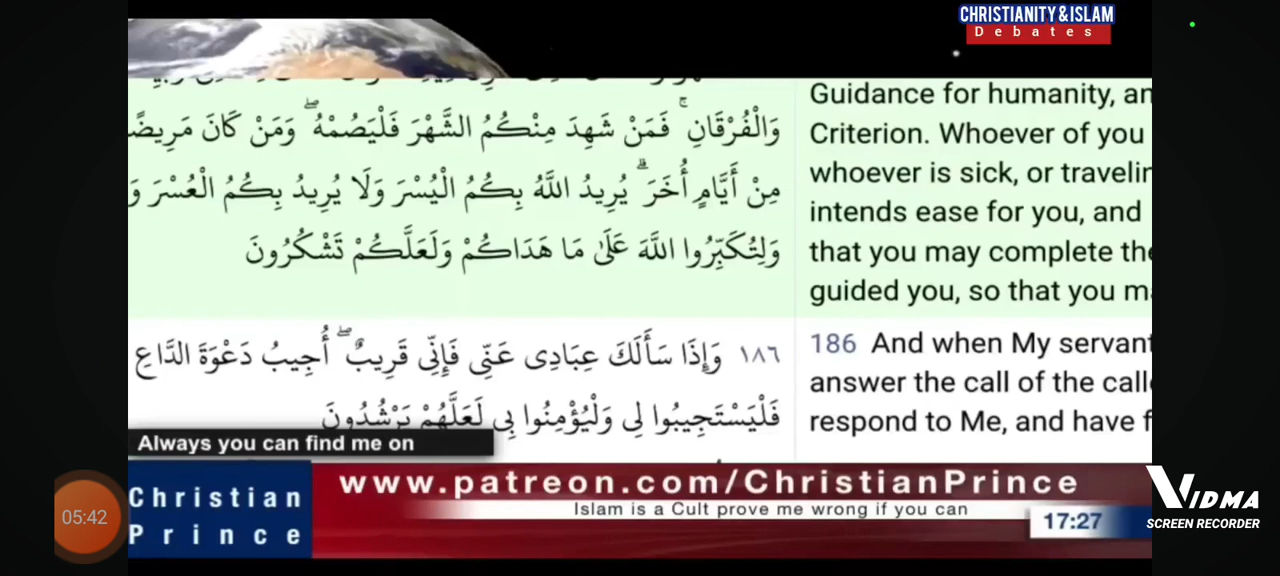 CHRISTIANITY & ISLAM
Debates
وَالْفُرْقَانِ ۚ فَمَنْ شَهِدَ مِنْكُمُ الشَّهْرَ فَلْيَصُمْهُ ۖ وَمَنْ كَانَ مَرِيضًا
مِنْ أَيَّامٍ أُخَرَ ۗ يُرِيدُ اللَّهُ بِكُمُ الْيُسْرَ وَلَا يُرِيدُ بِكُمُ الْعُسْرَ وَ
وَلِتُكَبِّرُوا اللَّهَ عَلَىٰ مَا هَدَاكُمْ وَلَعَلَّكُمْ تَشْكُرُونَ
١٨٦ وَإِذَا سَأَلَكَ عِبَادِى عَنِّى فَإِنِّى قَرِيبٌ ۖ أُجِيبُ دَعْوَةَ الدَّاعِ
فَلْيَسْتَجِيبُوا لِى وَلْيُؤْمِنُوا بِى لَعَلَّهُمْ يَرْشُدُونَ
Guidance for humanity, an
Criterion. Whoever of you
whoever is sick, or travelin
intends ease for you, and
that you may complete the
guided you, so that you m
186 And when My servant
answer the call of the calle
respond to Me, and have f
Always you can find me on
www.patreon.com/ChristianPrince
Islam is a Cult prove me wrong if you can
Christian
Prince
17:27
05:42
VIDMA
SCREEN RECORDER